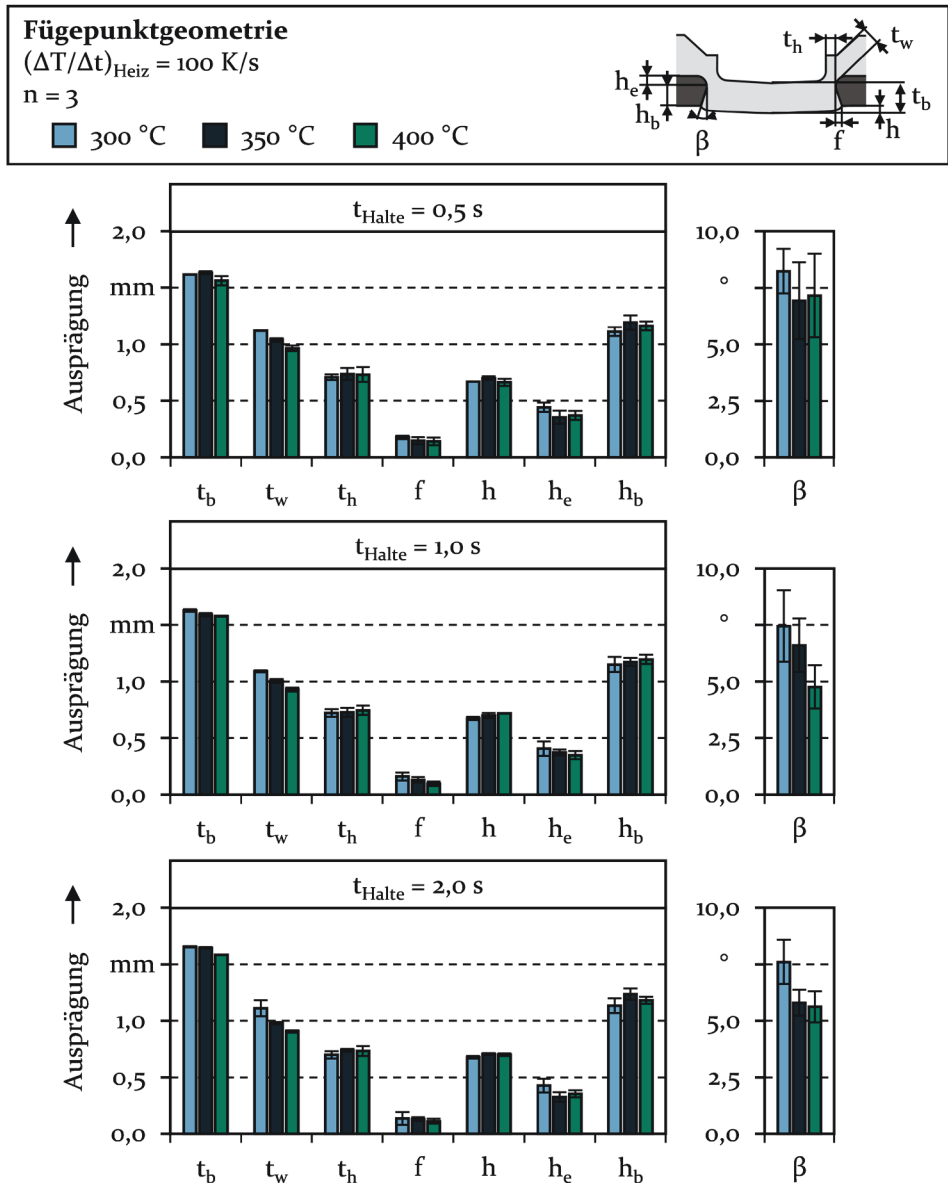 Fügepunktgeometrie
(ΔT/Δt)Heiz = 100 K/s
n = 3
300 °C 350 °C 400 °C
th tw
he
hb
tb
β f h
tHalte = 0,5 s
Ausprägung
2,0
mm
1,0
0,5
0,0
tb tw th f h he hb
10,0
°
5,0
2,5
0,0
β
tHalte = 1,0 s
Ausprägung
2,0
mm
1,0
0,5
0,0
tb tw th f h he hb
10,0
°
5,0
2,5
0,0
β
tHalte = 2,0 s
Ausprägung
2,0
mm
1,0
0,5
0,0
tb tw th f h he hb
10,0
°
5,0
2,5
0,0
β